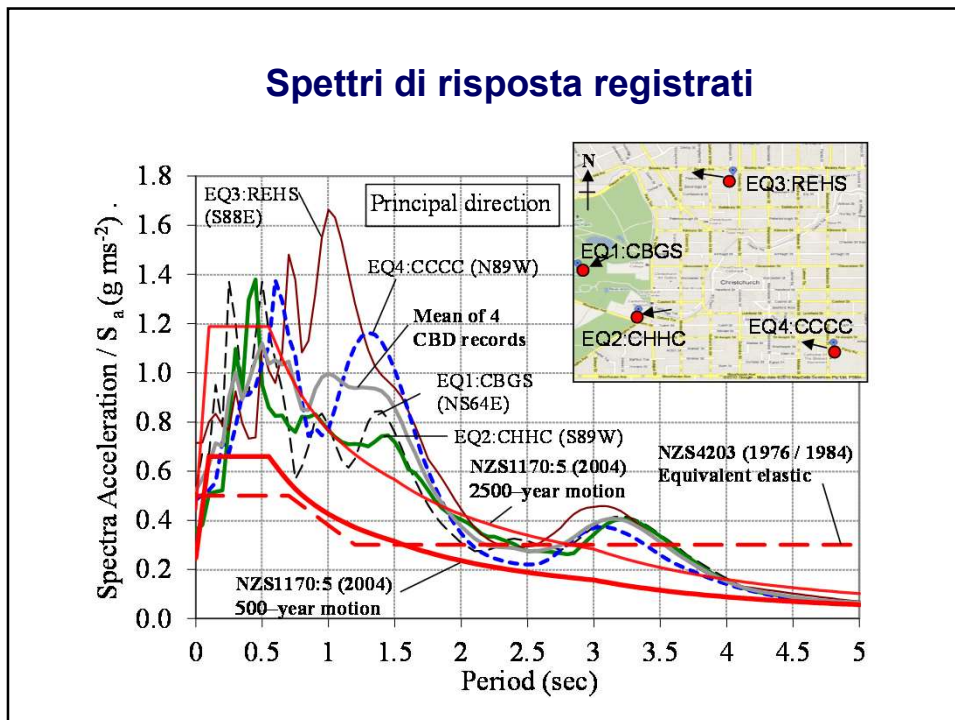 Spettri di risposta registrati
Spectra Acceleration / Sa (g ms-2) .
1.8
1.6
1.4
1.2
1.0
0.8
0.6
0.4
0.2
0.0
EQ3:REHS
(S88E)
Principal direction
EQ4:CCCC (N89W)
Mean of 4
CBD records
EQ1:CBGS
(NS64E)
EQ2:CHHC (S89W)
NZS1170:5 (2004)
2500–year motion
NZS4203 (1976 / 1984)
Equivalent elastic
NZS1170:5 (2004)
500–year motion
N
EQ3:REHS
EQ1:CBGS
Christchurch
EQ2:CHHC
EQ4:CCCC
0 0.5 1 1.5 2 2.5 3 3.5 4 4.5 5
Period (sec)